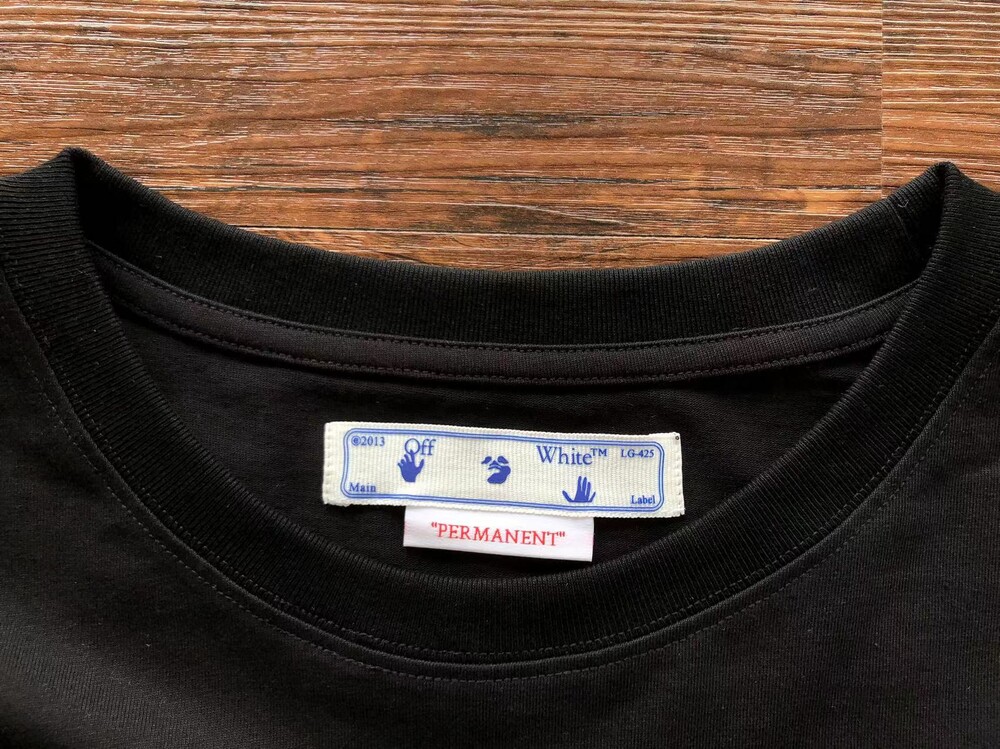 ©2013 Off White™ LG-425
Main Label
"PERMANENT"